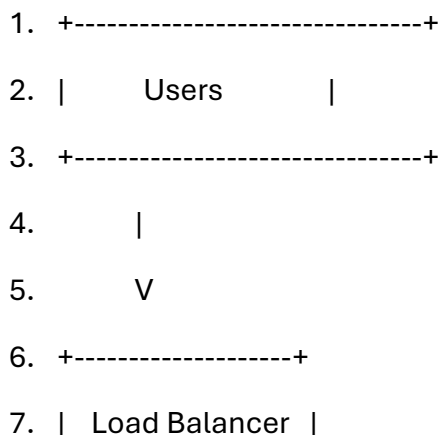 1. +--------------------------------+
2. |          Users             |
3. +--------------------------------+
4.          |
5.          V
6. +--------------------+
7. |   Load Balancer   |